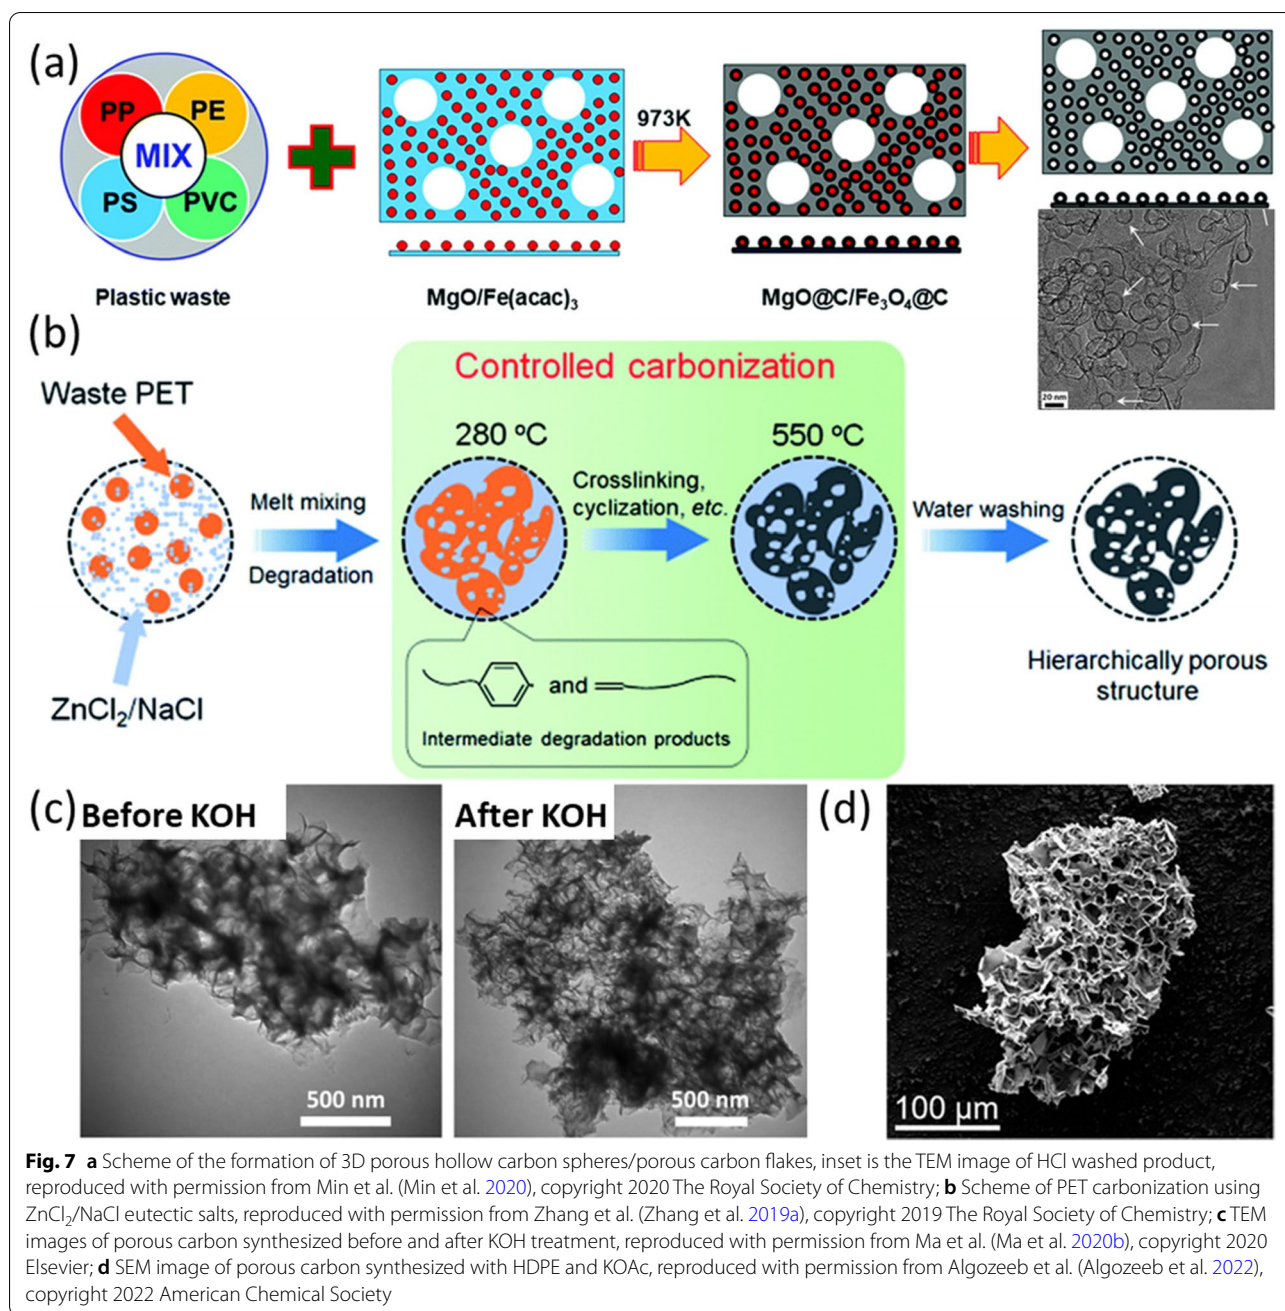 (a)
PP
PE
MIX
PS
PVC
Plastic waste
MgO/Fe(acac)₃
973K
MgO@C/Fe₃O₄@C
20 nm
(b)
Waste PET
ZnCl₂/NaCl
Melt mixing
Degradation
Controlled carbonization
280 °C
Crosslinking,
cyclization, etc.
550 °C
and
Intermediate degradation products
Water washing
Hierarchically porous
structure
(c)
Before KOH
500 nm
After KOH
500 nm
(d)
100 µm
Fig. 7 a Scheme of the formation of 3D porous hollow carbon spheres/porous carbon flakes, inset is the TEM image of HCl washed product,
reproduced with permission from Min et al. (Min et al. 2020), copyright 2020 The Royal Society of Chemistry; b Scheme of PET carbonization using
ZnCl₂/NaCl eutectic salts, reproduced with permission from Zhang et al. (Zhang et al. 2019a), copyright 2019 The Royal Society of Chemistry; c TEM
images of porous carbon synthesized before and after KOH treatment, reproduced with permission from Ma et al. (Ma et al. 2020b), copyright 2020
Elsevier; d SEM image of porous carbon synthesized with HDPE and KOAc, reproduced with permission from Algozeeb et al. (Algozeeb et al. 2022),
copyright 2022 American Chemical Society